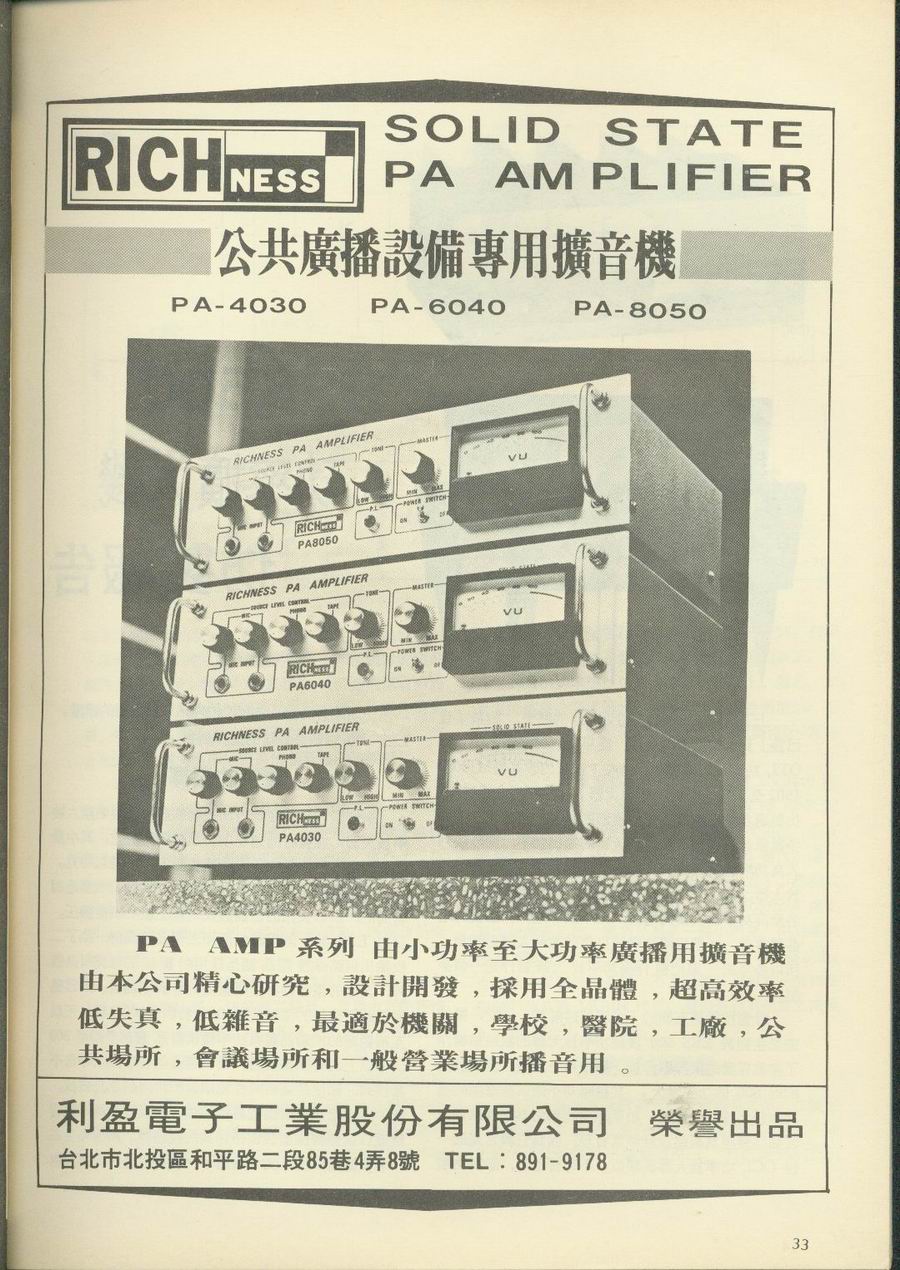 RICHNESS
SOLID STATE
PA AMPLIFIER
公共廣播設備專用擴音機
PA-4030 PA-6040 PA-8050
RICHNESS PA AMPLIFIER
SOURCE LEVEL CONTROL
PHONO TAPE TONE MASTER
LOW HIGH MIN MAX
MIC INPUT P.L. POWER SWITCH
ON OF
RICHNESS
PA8050
VU
RICHNESS PA AMPLIFIER
SOLID STATE
SOURCE LEVEL CONTROL
MIC PHONO TAPE TONE MASTER
LOW HIGH MIN MAX
MIC INPUT P.L. POWER SWITCH
ON OF
RICHNESS
PA6040
VU
RICHNESS PA AMPLIFIER
SOLID STATE
SOURCE LEVEL CONTROL
MIC PHONO TAPE TONE MASTER
LOW HIGH MIN MAX
MIC INPUT P.L. POWER SWITCH
ON OF
RICHNESS
PA4030
VU
PA AMP 系列 由小功率至大功率廣播用擴音機
由本公司精心研究，設計開發，採用全晶體，超高效率
低失真，低雜音，最適於機關，學校，醫院，工廠，公
共場所，會議場所和一般營業場所播音用。
利盈電子工業股份有限公司 榮譽出品
台北市北投區和平路二段85巷4弄8號 TEL：891-9178
33